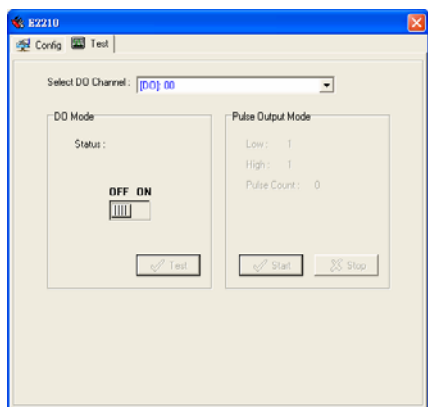 E2210
Config Test
Select DO Channel: [DO]: 00
DO Mode
Status :
OFF ON
Test
Pulse Output Mode
Low: 1
High: 1
Pulse Count: 0
Start Stop